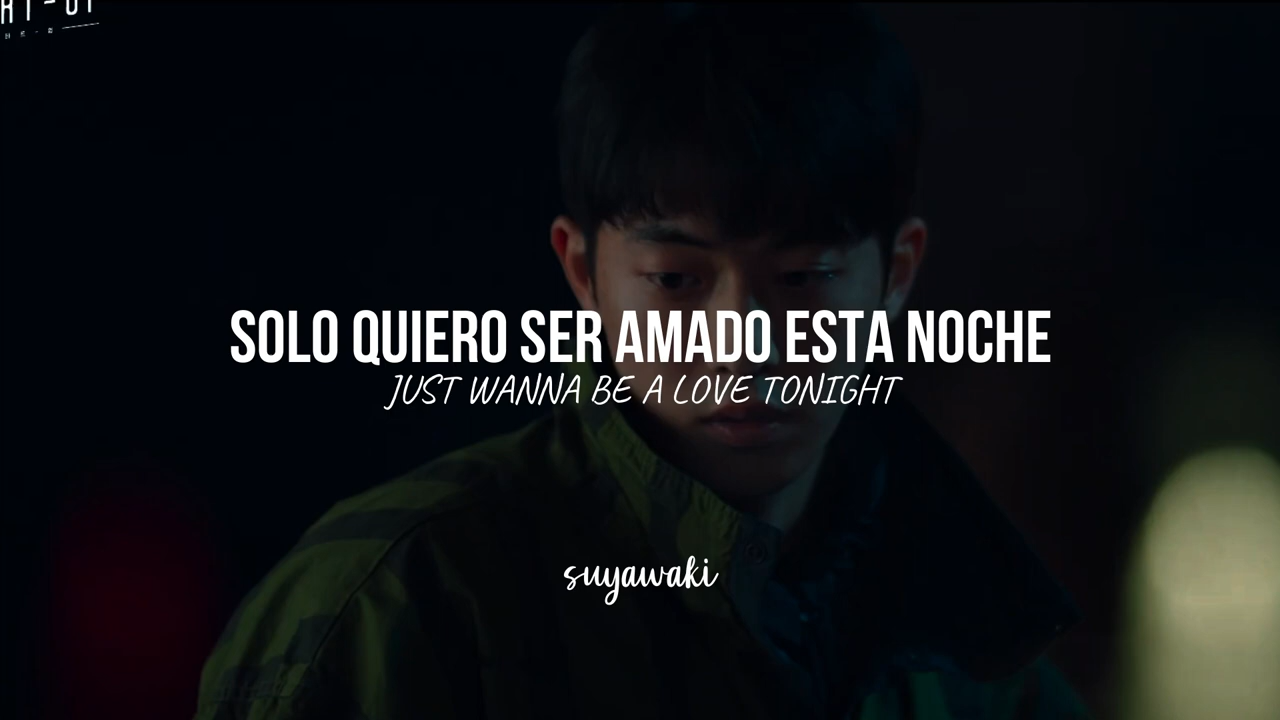 SOLO QUIERO SER AMADO ESTA NOCHE
JUST WANNA BE A LOVE TONIGHT
suyawaki